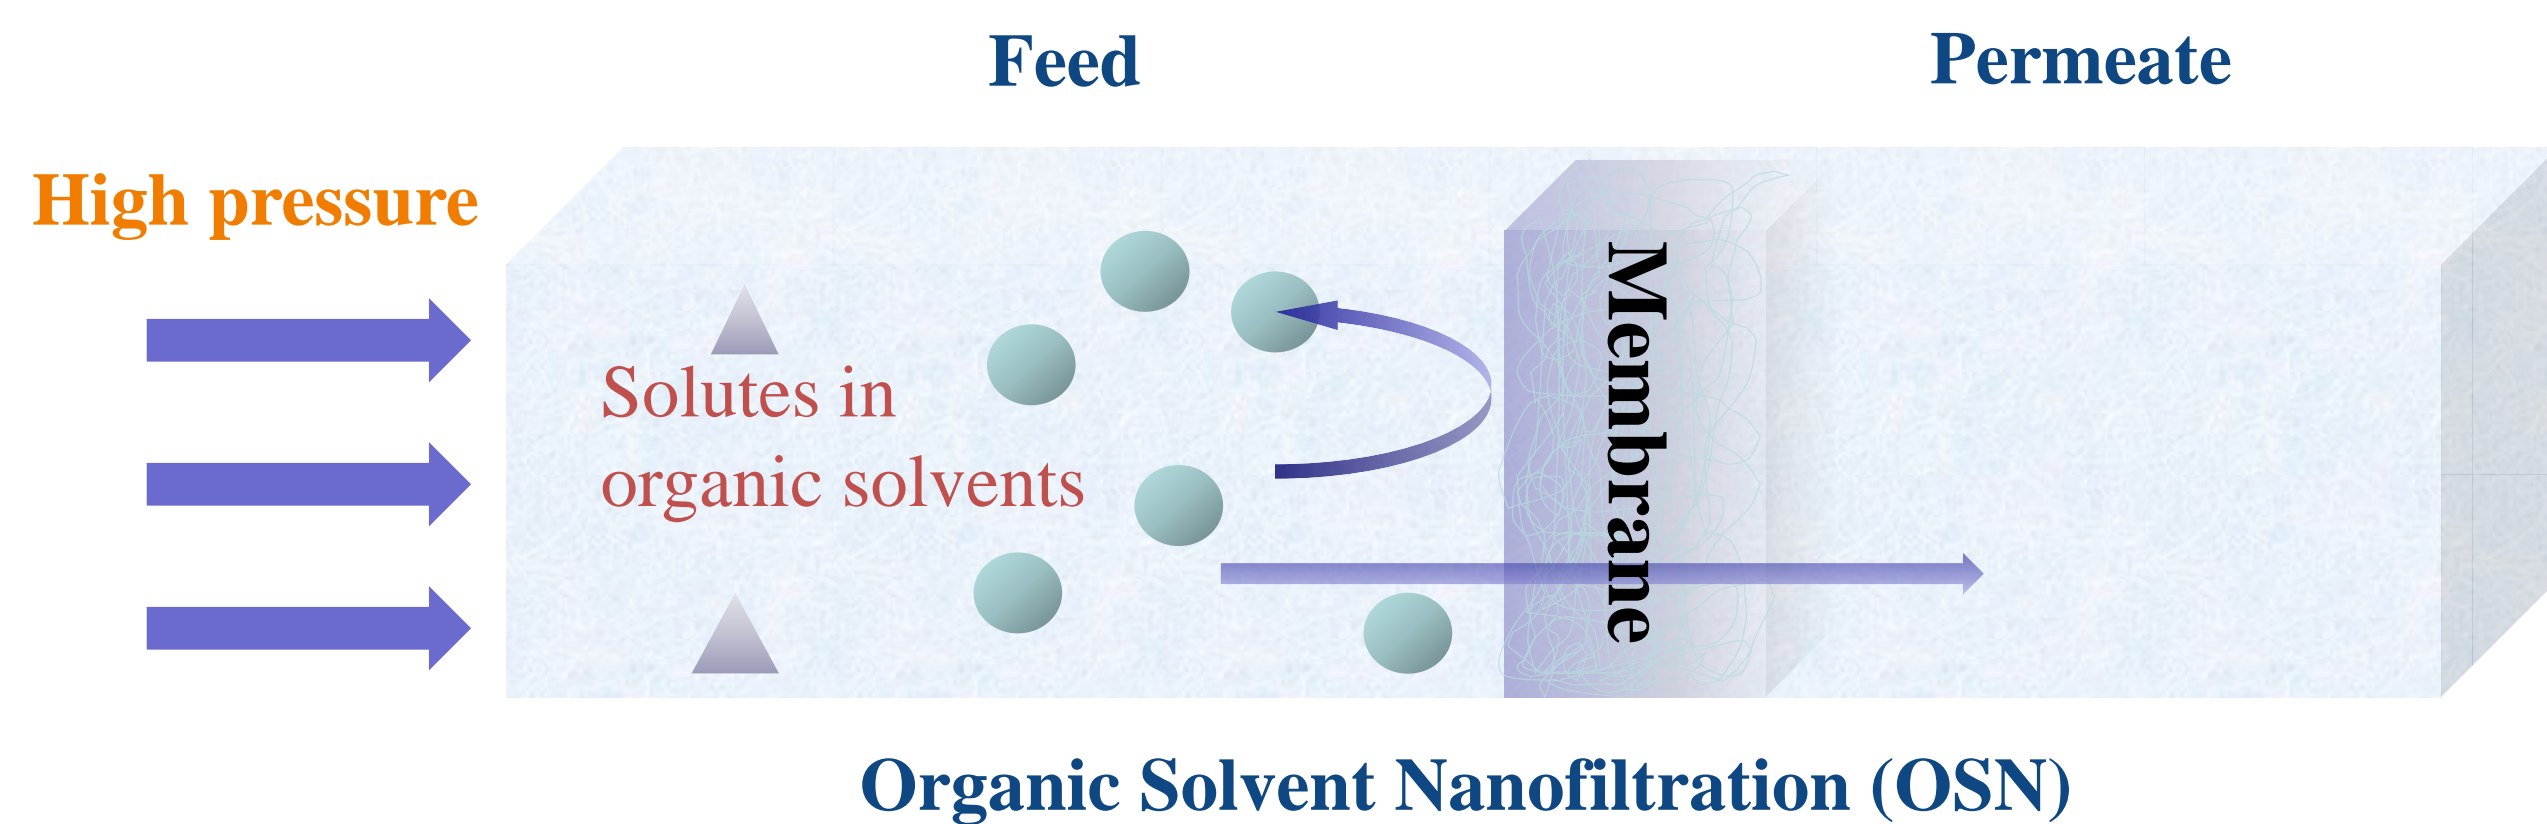 Feed
Permeate
High pressure
Solutes in
organic solvents
Membrane
Organic Solvent Nanofiltration (OSN)